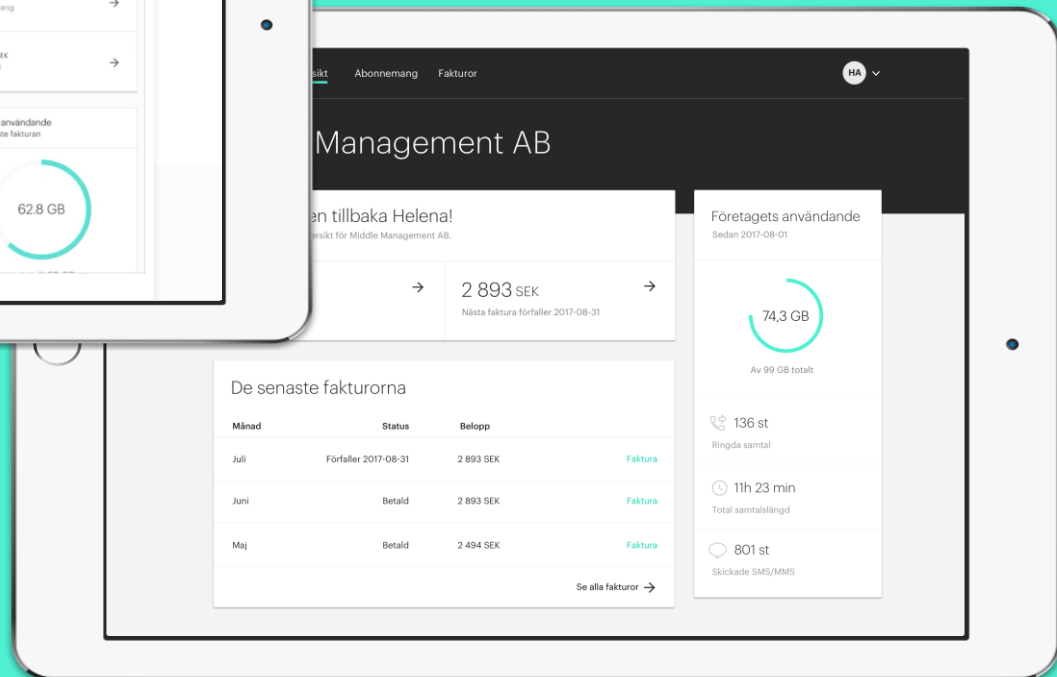 SEK
användande
fakturan
62.8 GB
Abonnemang Fakturor HA
Management AB
tillbaka Helena!
för Middle Management AB.
2 893 SEK
Nästa faktura förfaller 2017-08-31
Företagets användande
Sedan 2017-08-01
74,3 GB
Av 99 GB totalt
136 st
Ringda samtal
11h 23 min
Total samtalslängd
801 st
Skickade SMS/MMS
De senaste fakturorna
Månad Status Belopp
Juli Förfaller 2017-08-31 2 893 SEK Faktura
Juni Betald 2 893 SEK Faktura
Maj Betald 2 494 SEK Faktura
Se alla fakturor